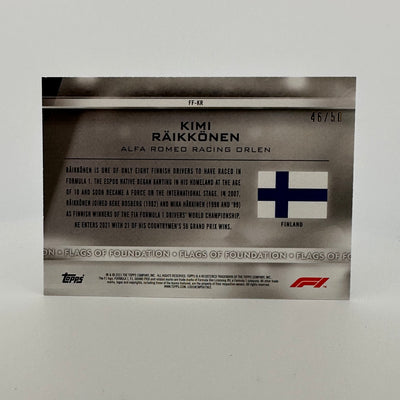 FF-KR
46/50
KIMI
RÄIKKÖNEN
ALFA ROMEO RACING ORLEN
RÄIKKÖNEN IS ONE OF ONLY EIGHT FINNISH DRIVERS TO HAVE RACED IN
FORMULA 1. THE ESPOO NATIVE BEGAN KARTING IN HIS HOMELAND AT THE AGE
OF 10 AND SOON BECAME A FORCE ON THE INTERNATIONAL STAGE. IN 2007,
RÄIKKÖNEN JOINED KEKE ROSBERG (1982) AND MIKA HÄKKINEN (1998 AND '99)
AS FINNISH WINNERS OF THE FIA FORMULA 1 DRIVERS' WORLD CHAMPIONSHIP.
HE ENTERS 2021 WITH 21 OF HIS COUNTRYMEN'S 56 GRAND PRIX WINS.
FINLAND
FLAGS OF FOUNDATION • FLAGS OF FOUNDATION • FLAGS OF FOUNDATION
Topps
F1